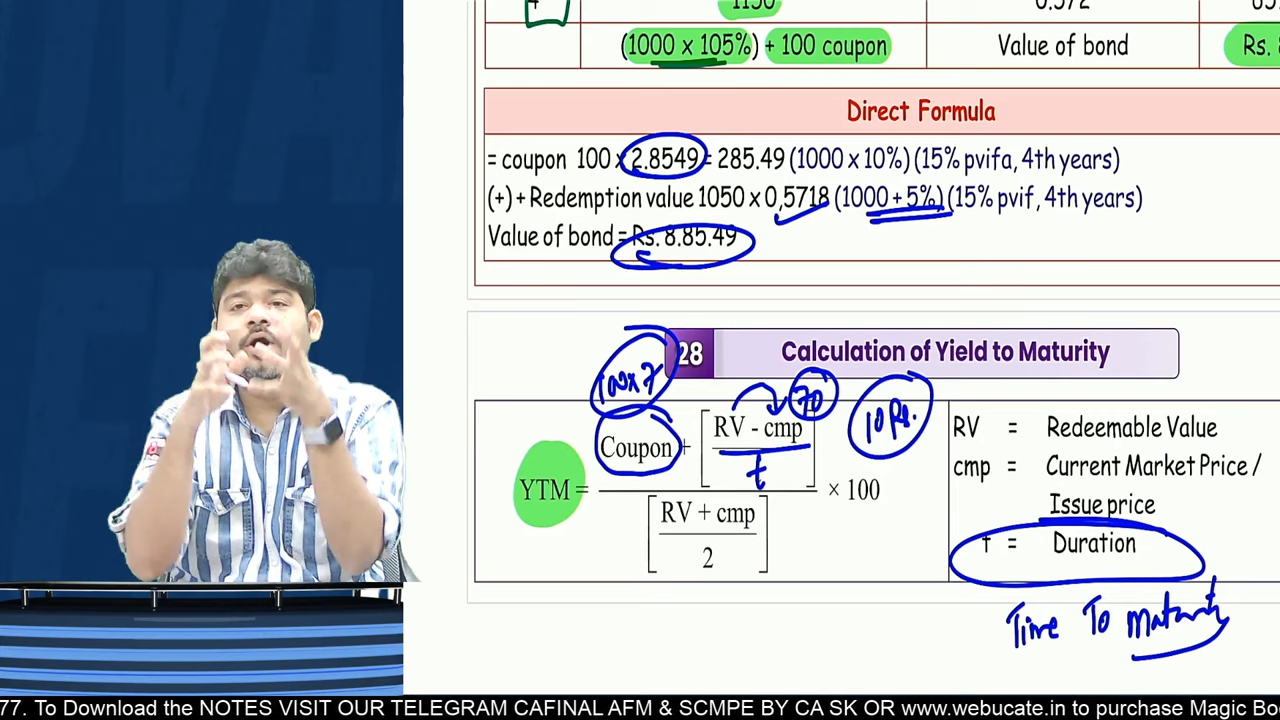 1150
0.572
(1000 x 105%) + 100 coupon
Value of bond
Rs.
Direct Formula
= coupon 100 x 2.8549 = 285.49 (1000 x 10%) (15% pvifa, 4th years)
(+) + Redemption value 1050 x 0,5718 (1000 + 5%) (15% pvif, 4th years)
Value of bond = Rs. 8.85.49
28
Calculation of Yield to Maturity
100 x 7
70
10 Rs.
Coupon + [RV - cmp
t]
YTM = × 100
[RV + cmp
2]
RV = Redeemable Value
cmp = Current Market Price /
Issue price
t = Duration
Time To Maturity
77. To Download the NOTES VISIT OUR TELEGRAM CAFINAL AFM & SCMPE BY CA SK OR www.webucate.in to purchase Magic Bo